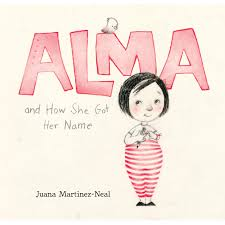 ALMA
and How She Got
Her Name
Juana Martinez-Neal